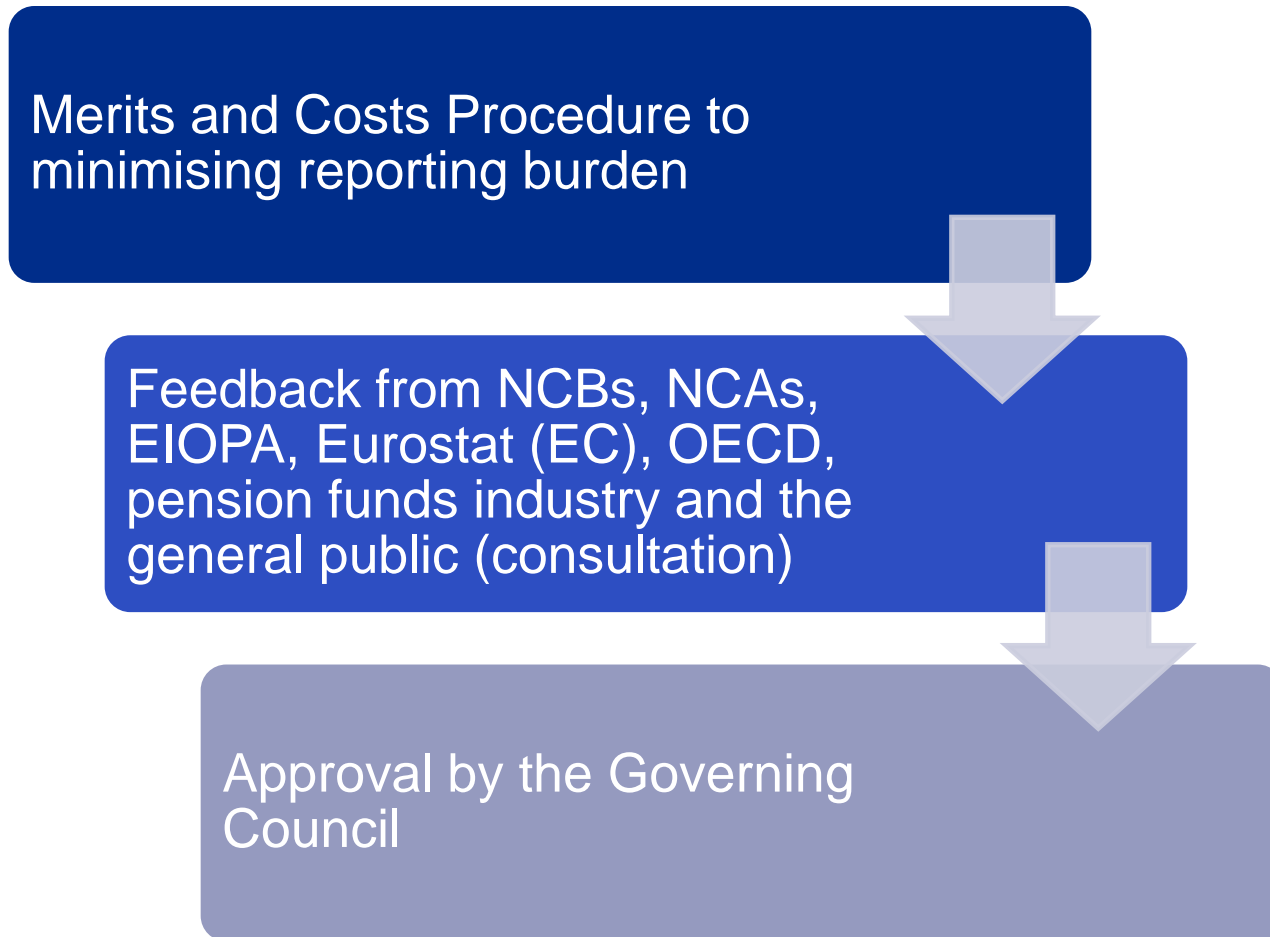 Merits and Costs Procedure to
minimising reporting burden
Feedback from NCBs, NCAs,
EIOPA, Eurostat (EC), OECD,
pension funds industry and the
general public (consultation)
Approval by the Governing
Council